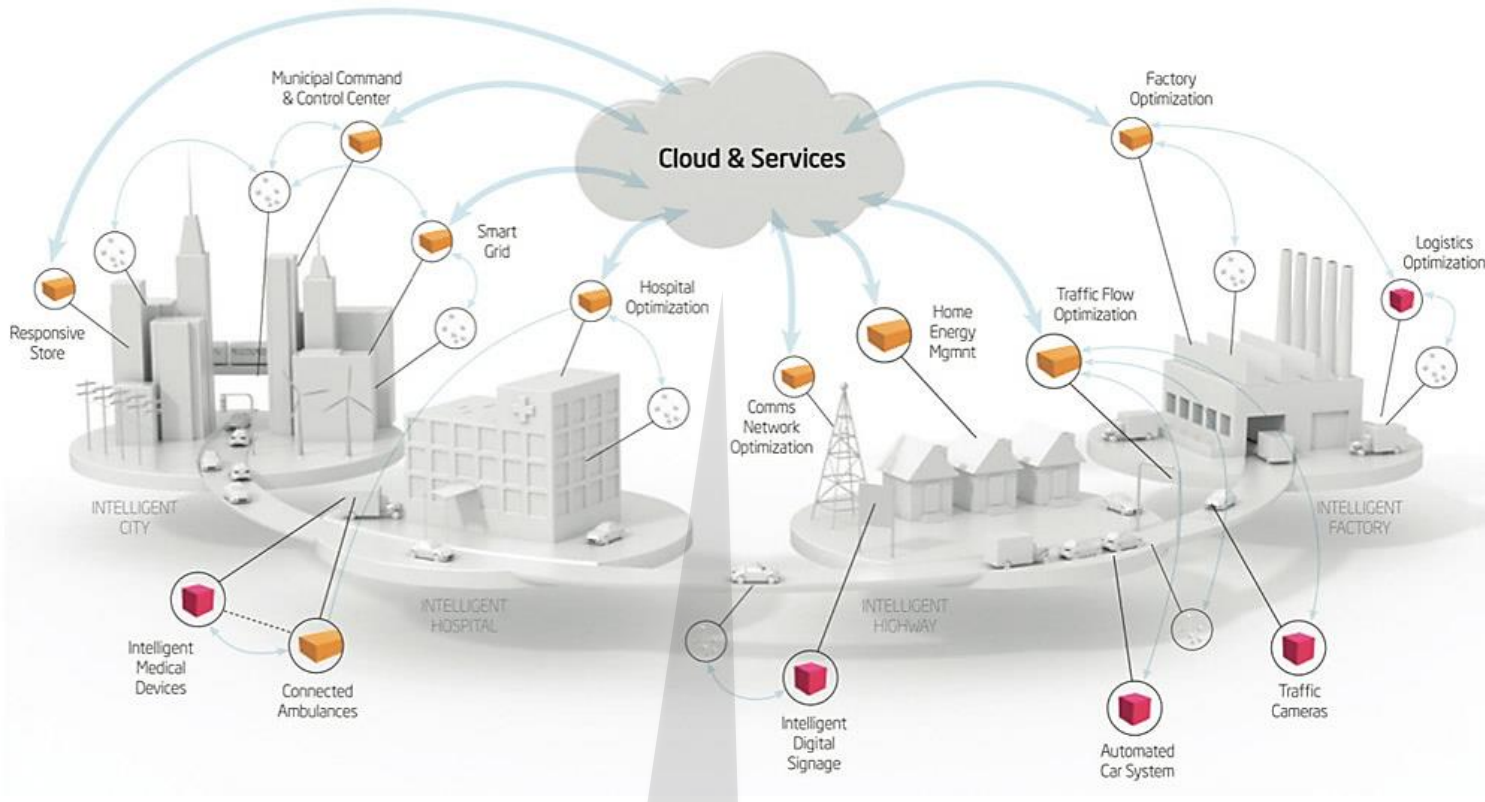 Municipal Command
& Control Center
Factory
Optimization
Cloud & Services
Smart
Grid
Logistics
Optimization
Hospital
Optimization
Traffic Flow
Optimization
Home
Energy
Mgmnt
Responsive
Store
Comms
Network
Optimization
INTELLIGENT
CITY
INTELLIGENT
FACTORY
INTELLIGENT
HOSPITAL
INTELLIGENT
HIGHWAY
Intelligent
Medical
Devices
Connected
Ambulances
Intelligent
Digital
Signage
Automated
Car System
Traffic
Cameras